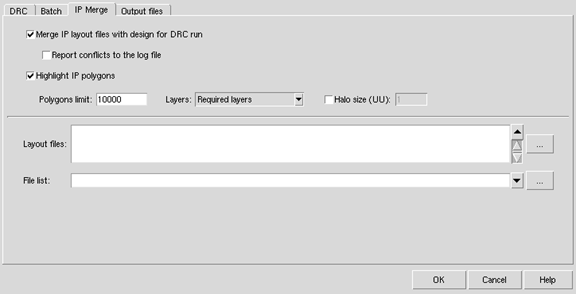 DRC Batch IP Merge Output files
Merge IP layout files with design for DRC run
Report conflicts to the log file
Highlight IP polygons
Polygons limit: 10000 Layers: Required layers Halo size (UU):
Layout files: ...
File list: ...
OK Cancel Help